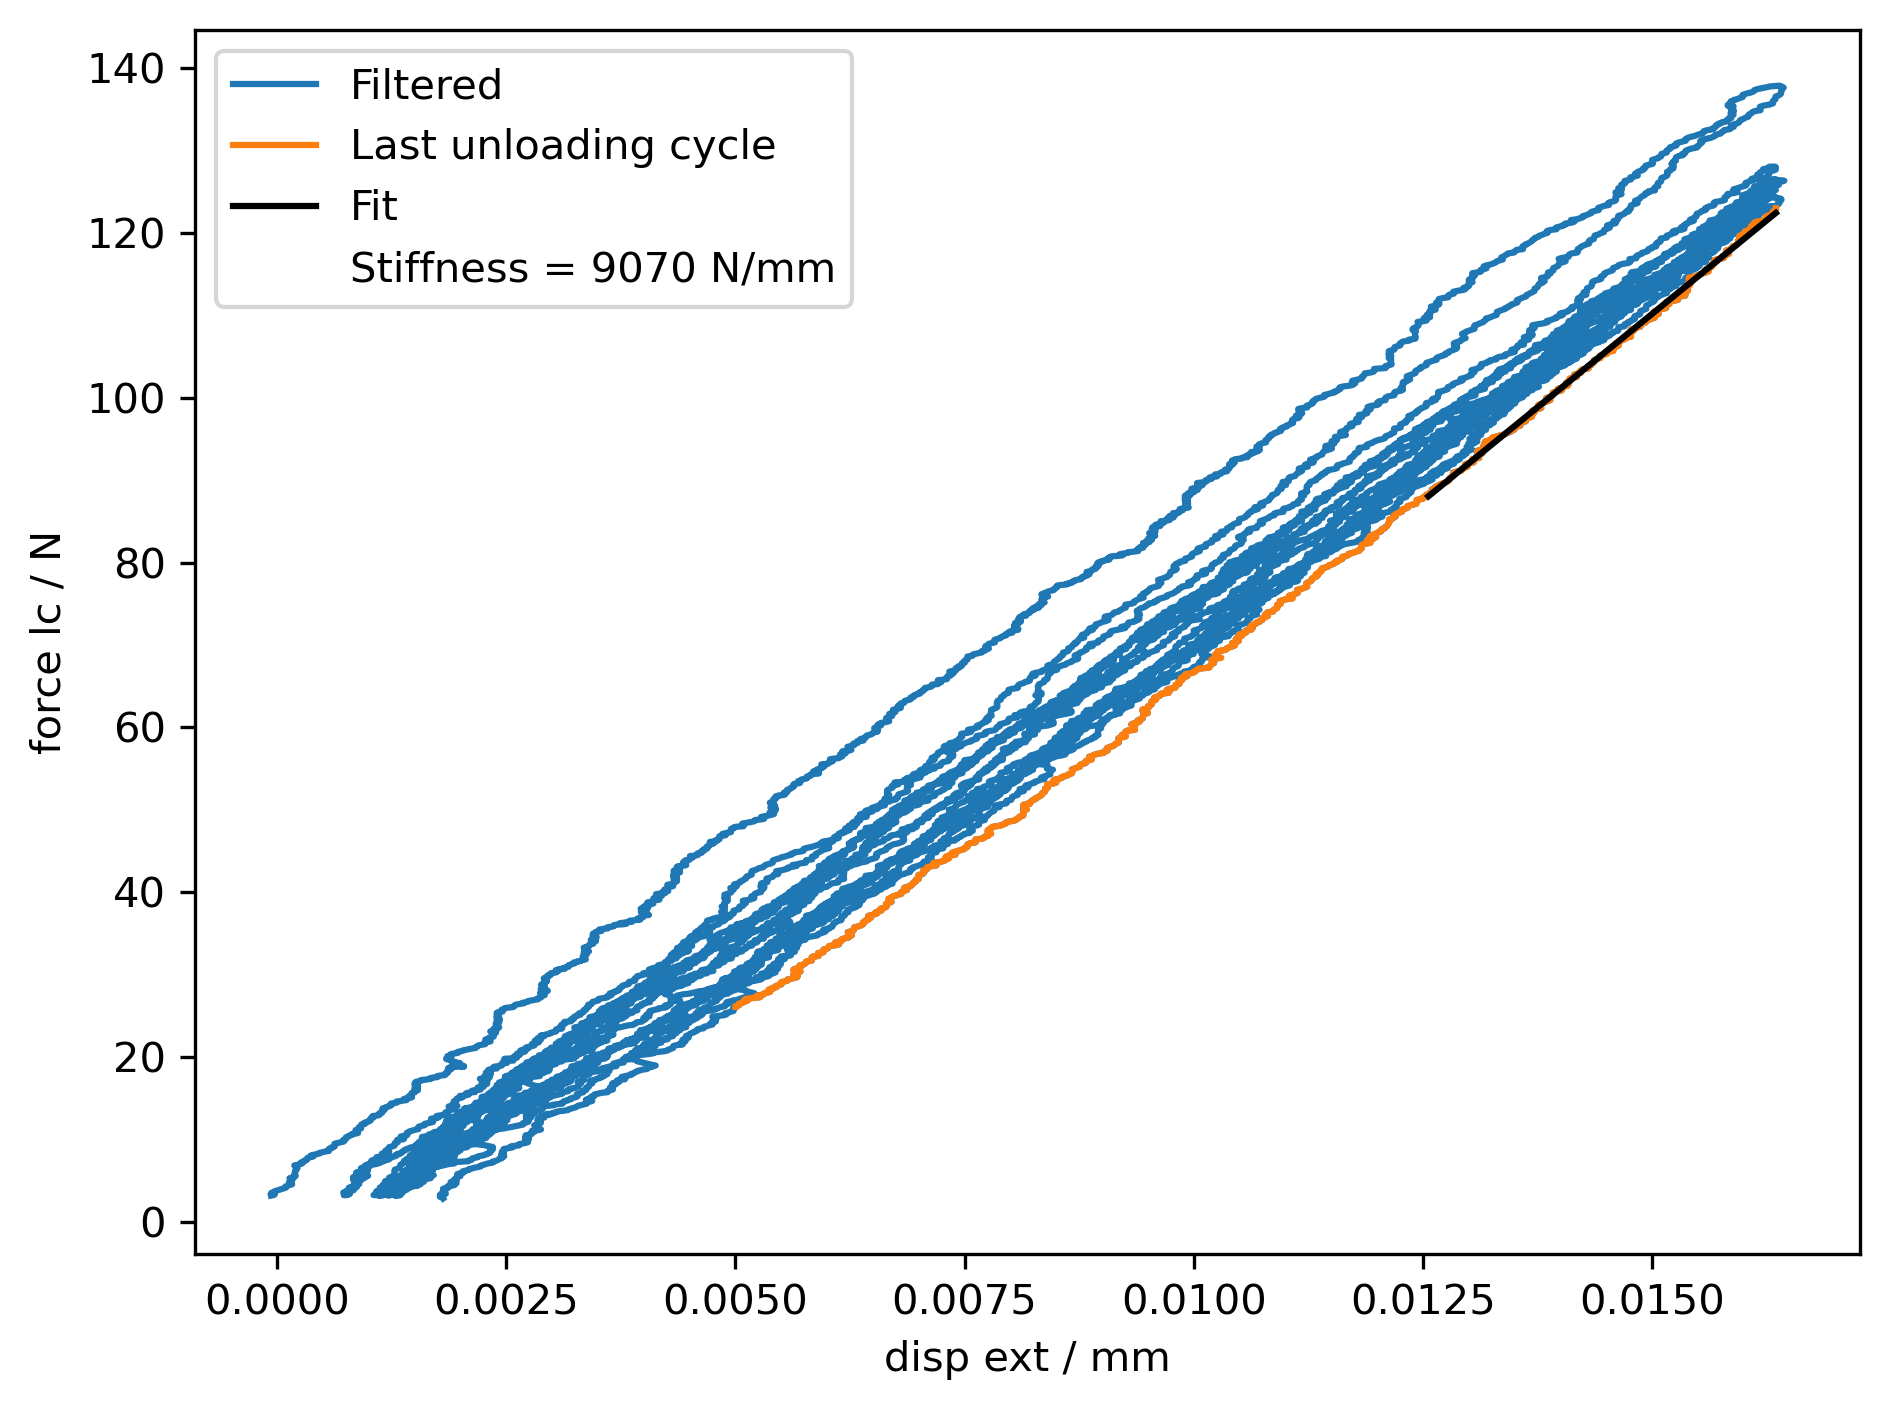 Filtered
Last unloading cycle
Fit
Stiffness = 9070 N/mm
140
120
100
80
60
40
20
0
force lc / N
0.0000 0.0025 0.0050 0.0075 0.0100 0.0125 0.0150
disp ext / mm